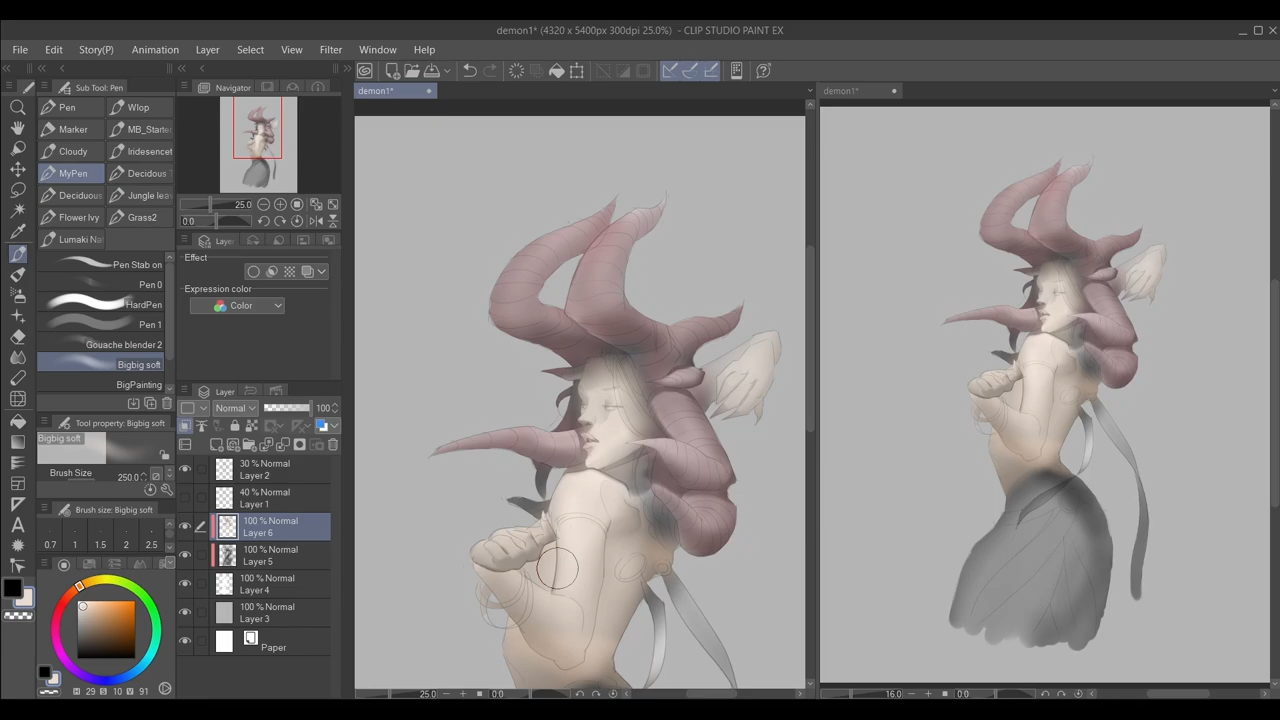 demon1* (4320 x 5400px 300dpi 25.0%) - CLIP STUDIO PAINT EX
File Edit Story(P) Animation Layer Select View Filter Window Help
Sub Tool: Pen
Navigator
demon1*
demon1*
Pen Wlop
Marker MB_Starte
Cloudy Iridesencet
MyPen Decidous T
Deciduous Jungle lea
Flower Ivy Grass2
Lumaki Na
Pen Stab on
Pen 0
HardPen
Pen 1
Gouache blender 2
Bigbig soft
BigPainting
Tool property: Bigbig soft
Bigbig soft
Brush Size 250.0
Brush size: Bigbig soft
0.7 1 1.5 2 2.5
H 29 S 10 V 91
25.0
0.0
Layer
Effect
Expression color
Color
Layer
Normal 100
30 % Normal
Layer 2
40 % Normal
Layer 1
100 % Normal
Layer 6
100 % Normal
Layer 5
100 % Normal
Layer 4
100 % Normal
Layer 3
Paper
25.0 0.0
16.0 0.0